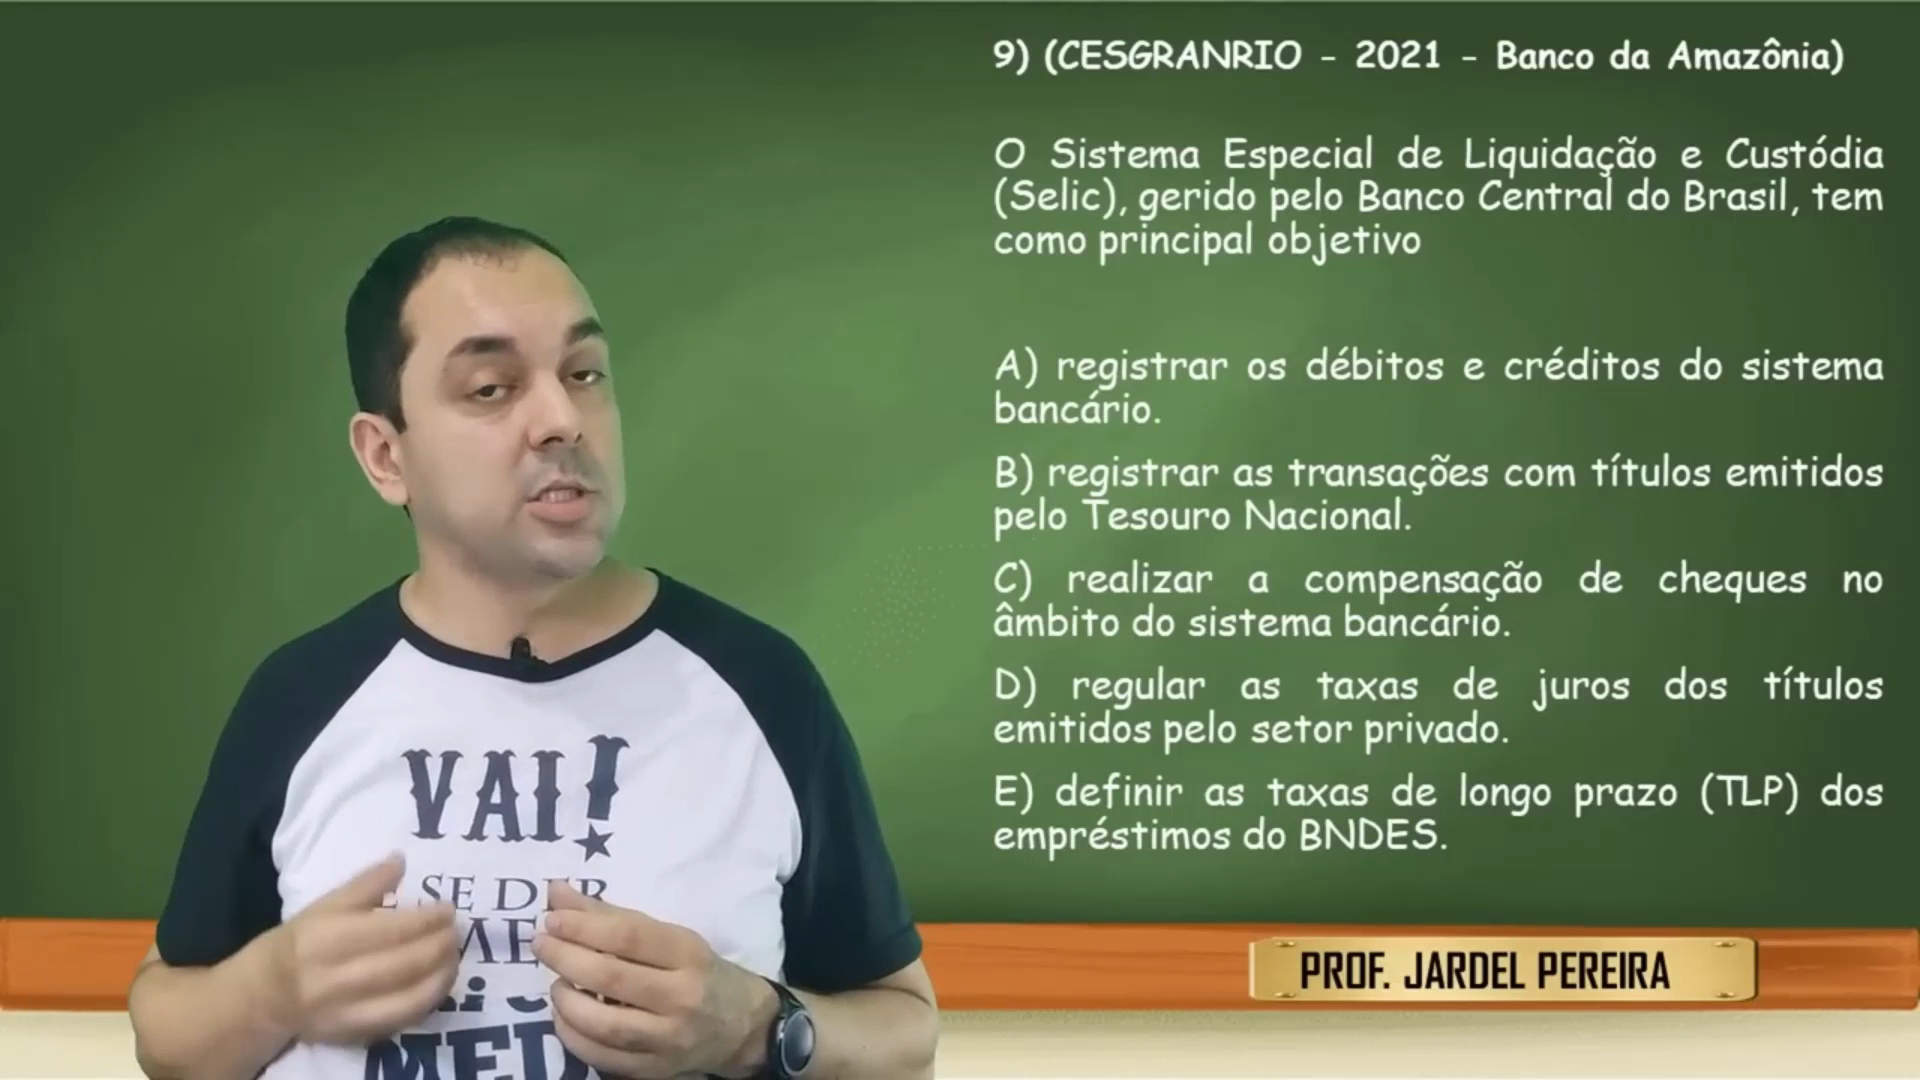 9) (CESGRANRIO - 2021 - Banco da Amazônia)
O Sistema Especial de Liquidação e Custódia
(Selic), gerido pelo Banco Central do Brasil, tem
como principal objetivo
A) registrar os débitos e créditos do sistema
bancário.
B) registrar as transações com títulos emitidos
pelo Tesouro Nacional.
C) realizar a compensação de cheques no
âmbito do sistema bancário.
D) regular as taxas de juros dos títulos
emitidos pelo setor privado.
E) definir as taxas de longo prazo (TLP) dos
empréstimos do BNDES.
PROF. JARDEL PEREIRA
VAI!
SE DER